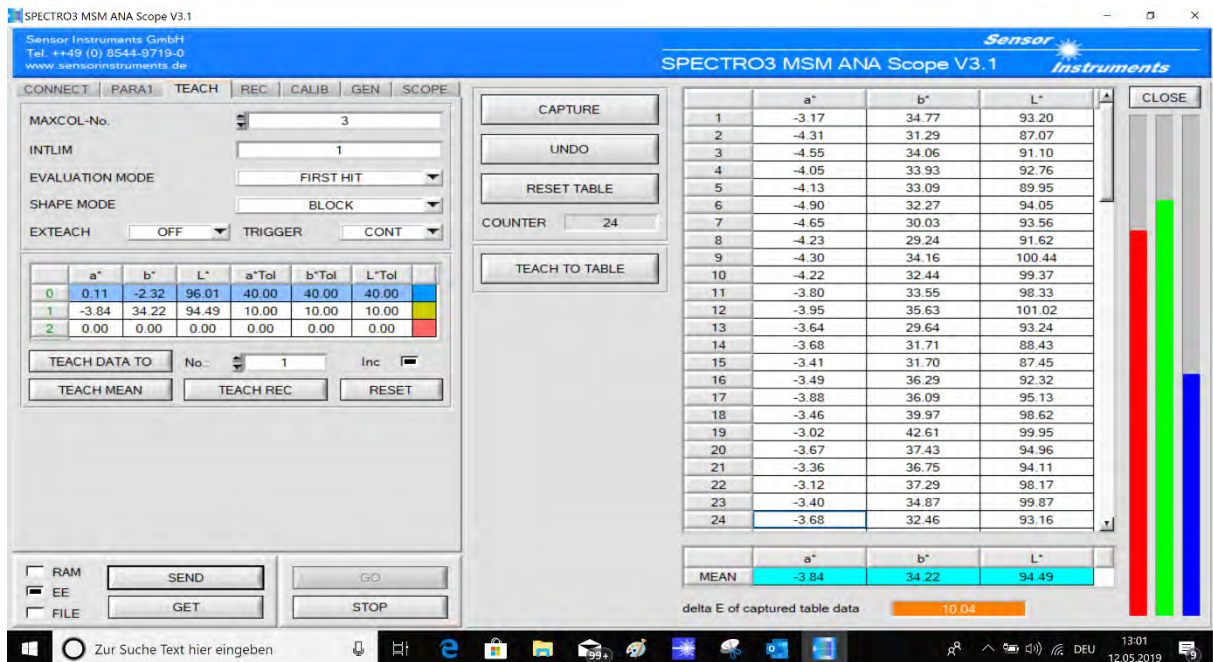 SPECTRO3 MSM ANA Scope V3.1
Sensor Instruments GmbH
Tel. ++49 (0) 8544-9719-0
www.sensorinstruments.de
Sensor
Instruments
SPECTRO3 MSM ANA Scope V3.1
CONNECT PARA1 TEACH REC CALIB GEN SCOPE
MAXCOL-No. 3
INTLIM 1
EVALUATION MODE FIRST HIT
SHAPE MODE BLOCK
EXTEACH OFF TRIGGER CONT
a* b* L* a*Tol b*Tol L*Tol
0 0.11 -2.32 96.01 40.00 40.00 40.00
1 -3.84 34.22 94.49 10.00 10.00 10.00
2 0.00 0.00 0.00 0.00 0.00 0.00
TEACH DATA TO No.: 1 Inc
TEACH MEAN TEACH REC RESET
RAM
EE
FILE
SEND GO
GET STOP
CAPTURE
UNDO
RESET TABLE
COUNTER 24
TEACH TO TABLE
a* b* L*
1 -3.17 34.77 93.20
2 -4.31 31.29 87.07
3 -4.55 34.06 91.10
4 -4.05 33.93 92.76
5 -4.13 33.09 89.95
6 -4.90 32.27 94.05
7 -4.65 30.03 93.56
8 -4.23 29.24 91.62
9 -4.30 34.16 100.44
10 -4.22 32.44 99.37
11 -3.80 33.55 98.33
12 -3.95 35.63 101.02
13 -3.64 29.64 93.24
14 -3.68 31.71 88.43
15 -3.41 31.70 87.45
16 -3.49 36.29 92.32
17 -3.88 36.09 95.13
18 -3.46 39.97 98.62
19 -3.02 42.61 99.95
20 -3.67 37.43 94.96
21 -3.36 36.75 94.11
22 -3.12 37.29 98.17
23 -3.40 34.87 99.87
24 -3.68 32.46 93.16
a* b* L*
MEAN -3.84 34.22 94.49
delta E of captured table data 10.04
CLOSE
Zur Suche Text hier eingeben
99+
DEU
13:01
12.05.2019
9